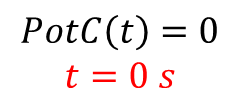 PotC(t) = 0
t = 0 s